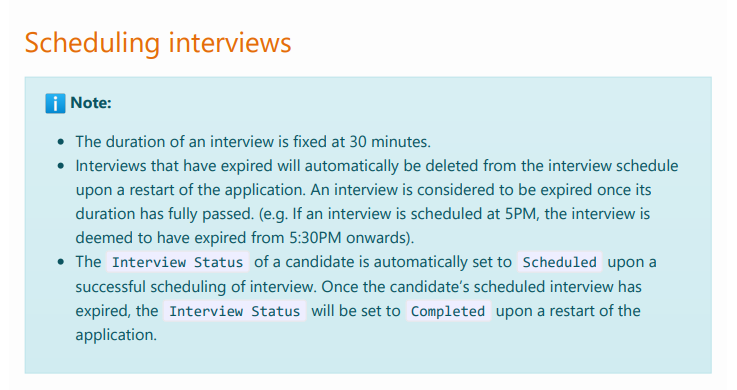 Scheduling interviews
Note:
• The duration of an interview is fixed at 30 minutes.
• Interviews that have expired will automatically be deleted from the interview schedule
upon a restart of the application. An interview is considered to be expired once its
duration has fully passed. (e.g. If an interview is scheduled at 5PM, the interview is
deemed to have expired from 5:30PM onwards).
• The Interview Status of a candidate is automatically set to Scheduled upon a
successful scheduling of interview. Once the candidate’s scheduled interview has
expired, the Interview Status will be set to Completed upon a restart of the
application.